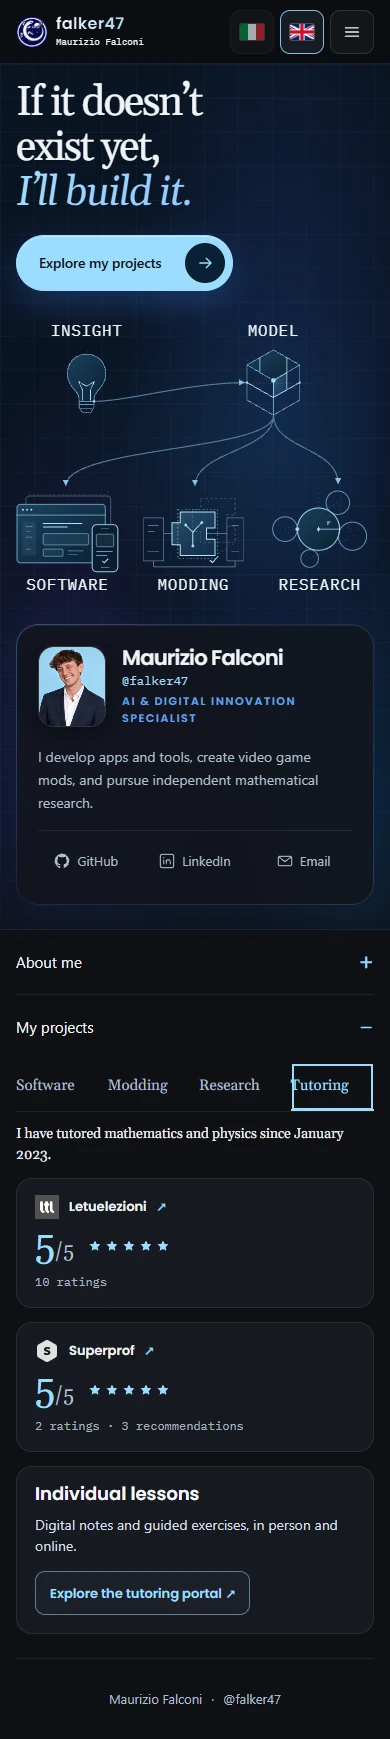 falker47
Maurizio Falconi
If it doesn’t
exist yet,
I’ll build it.
Explore my projects →
INSIGHT MODEL
SOFTWARE MODDING RESEARCH
Maurizio Falconi
@falker47
AI & DIGITAL INNOVATION
SPECIALIST
I develop apps and tools, create video game
mods, and pursue independent mathematical
research.
GitHub LinkedIn Email
About me +
My projects −
Software Modding Research Tutoring
I have tutored mathematics and physics since January
2023.
Letuelezioni ↗
5/5 ★★★★★
10 ratings
Superprof ↗
5/5 ★★★★★
2 ratings · 3 recommendations
Individual lessons
Digital notes and guided exercises, in person and
online.
Explore the tutoring portal ↗
Maurizio Falconi · @falker47